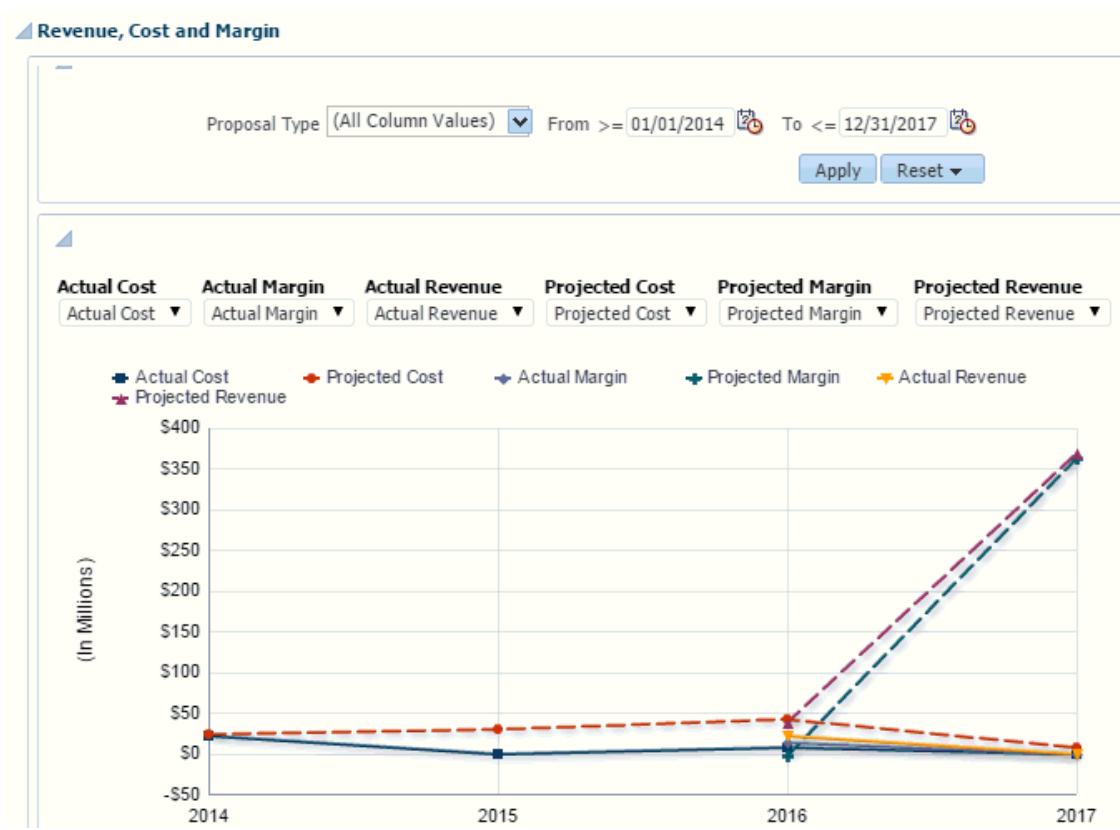 Revenue, Cost and Margin
Proposal Type (All Column Values) From >= 01/01/2014 To <= 12/31/2017
Apply Reset
Actual Cost Actual Margin Actual Revenue Projected Cost Projected Margin Projected Revenue
Actual Cost Actual Margin Actual Revenue Projected Cost Projected Margin Projected Revenue
Actual Cost Projected Cost Actual Margin Projected Margin Actual Revenue
Projected Revenue
$400
$350
$300
$250
$200
$150
$100
$50
$0
-$50
(In Millions)
2014 2015 2016 2017